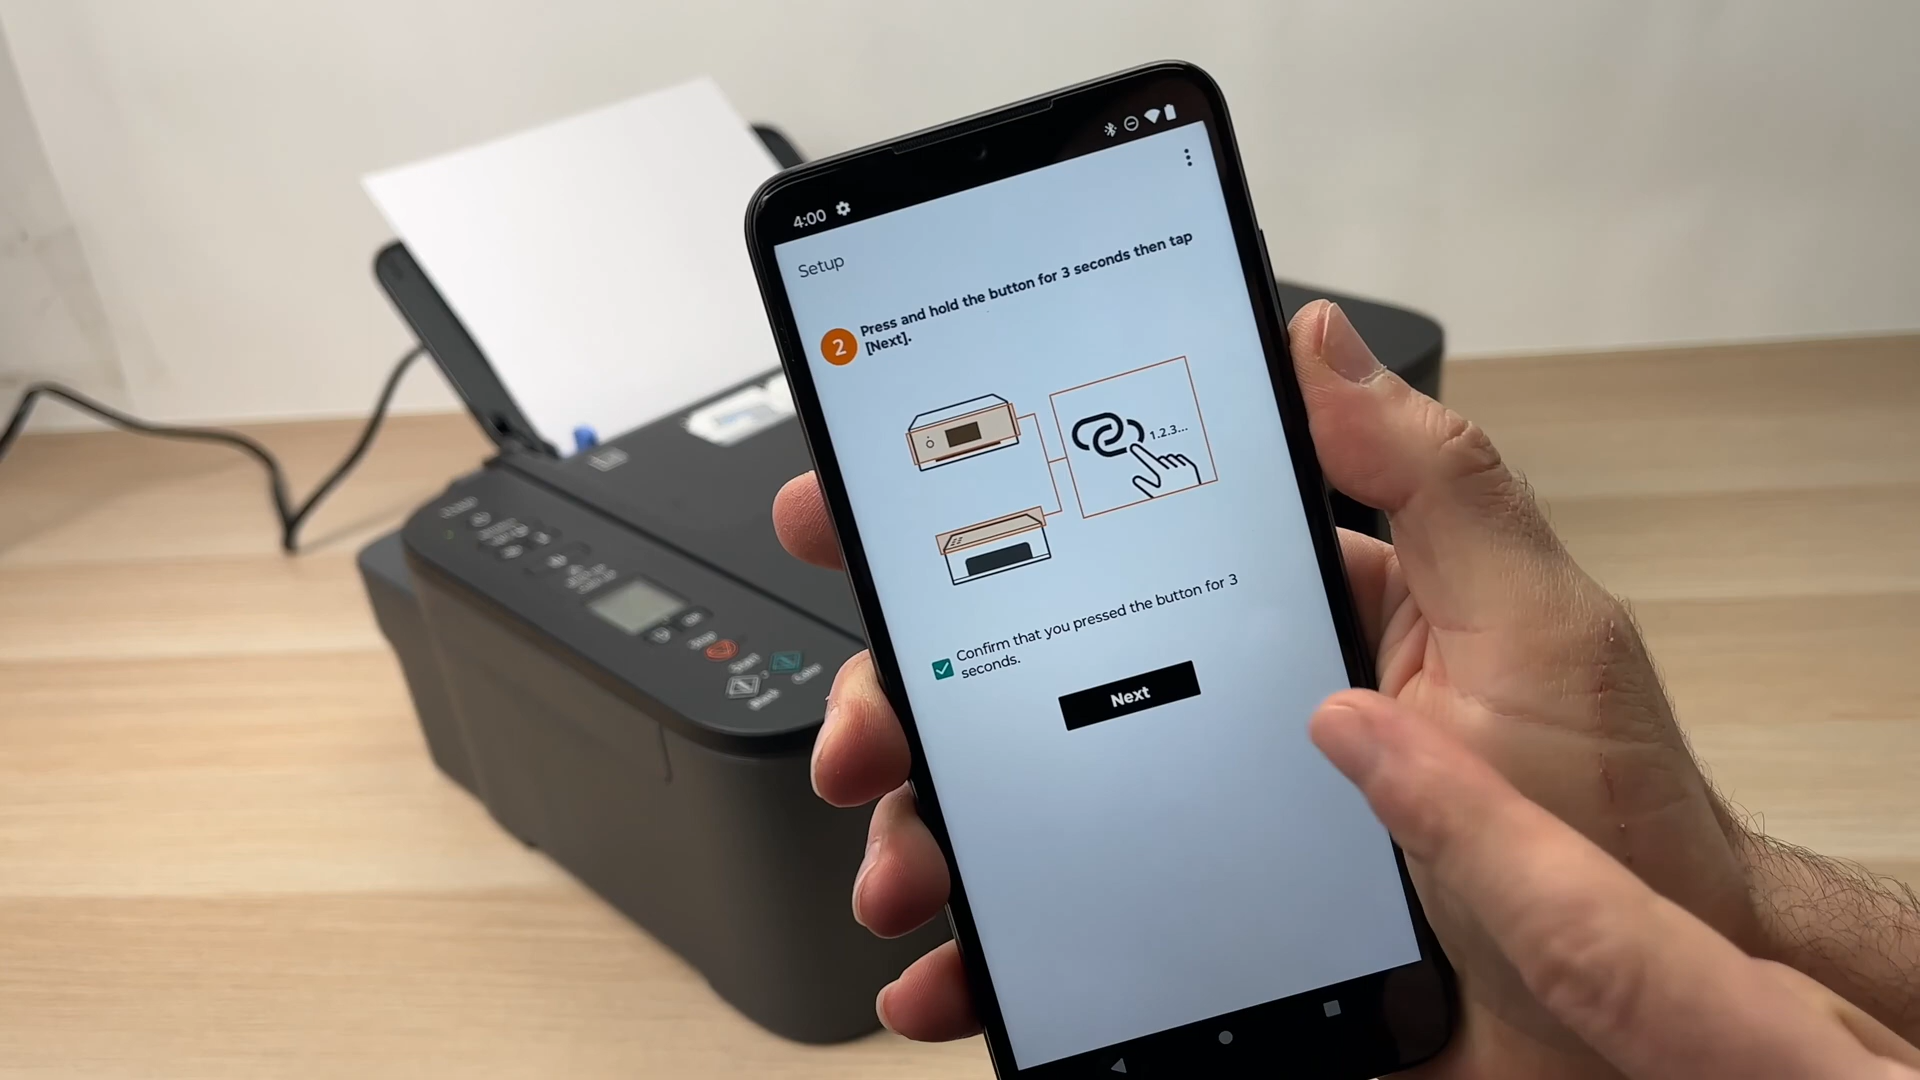 4:00
Setup
2
Press and hold the button for 3 seconds then tap
[Next].
1.2.3...
Confirm that you pressed the button for 3
seconds.
Next